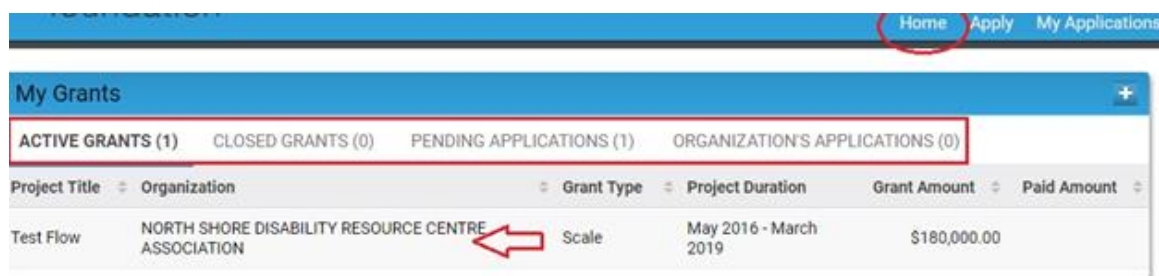 Home Apply My Applications
My Grants
ACTIVE GRANTS (1) CLOSED GRANTS (0) PENDING APPLICATIONS (1) ORGANIZATION'S APPLICATIONS (0)
Project Title Organization Grant Type Project Duration Grant Amount Paid Amount
Test Flow NORTH SHORE DISABILITY RESOURCE CENTRE ASSOCIATION Scale May 2016 - March 2019 $180,000.00